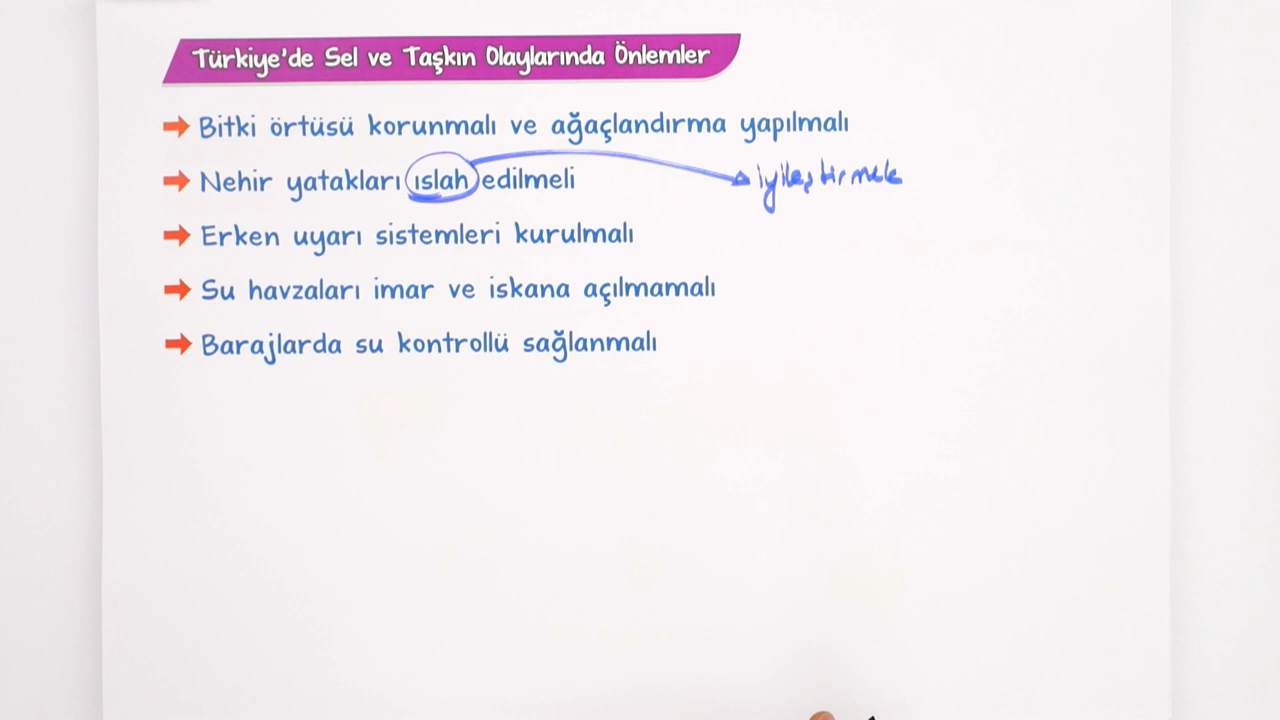 Türkiye'de Sel ve Taşkın Olaylarında Önlemler
Bitki örtüsü korunmalı ve ağaçlandırma yapılmalı
Nehir yatakları ıslah edilmeli iyileştirmek
Erken uyarı sistemleri kurulmalı
Su havzaları imar ve iskana açılmamalı
Barajlarda su kontrollü sağlanmalı